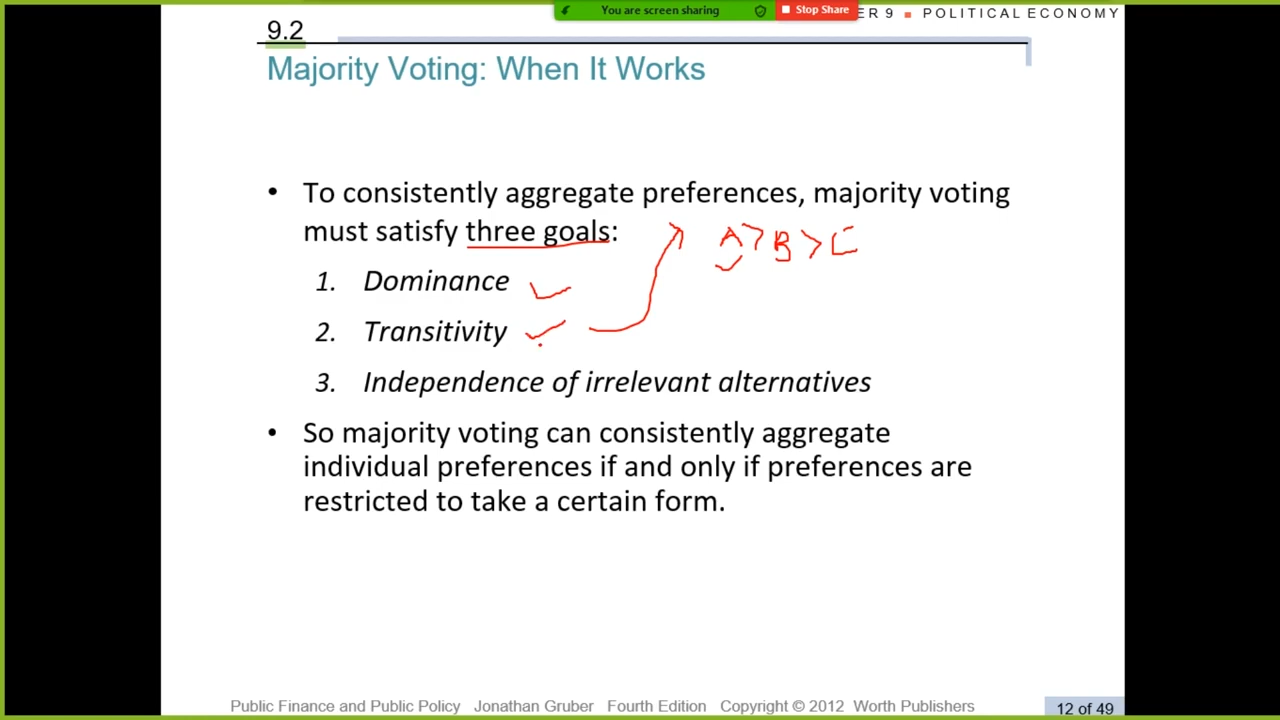 You are screen sharing
Stop Share
ER 9 ▪ POLITICAL ECONOMY
9.2
Majority Voting: When It Works
• To consistently aggregate preferences, majority voting
must satisfy three goals:
A > B > C
1. Dominance
2. Transitivity
3. Independence of irrelevant alternatives
• So majority voting can consistently aggregate
individual preferences if and only if preferences are
restricted to take a certain form.
Public Finance and Public Policy Jonathan Gruber Fourth Edition Copyright © 2012 Worth Publishers
12 of 49